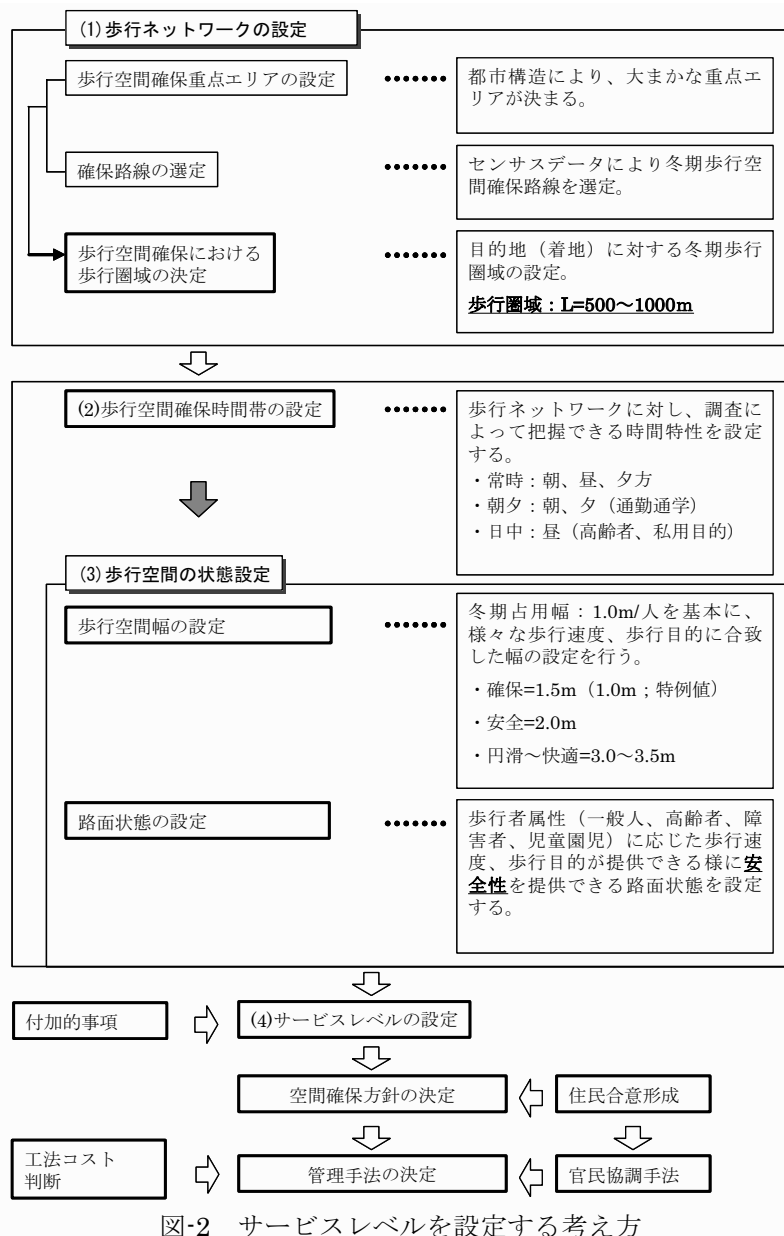 (1)歩行ネットワークの設定
歩行空間確保重点エリアの設定
•••••••
都市構造により、大まかな重点エ
リアが決まる。
確保路線の選定
•••••••
センサスデータにより冬期歩行空
間確保路線を選定。
歩行空間確保における
歩行圏域の決定
•••••••
目的地（着地）に対する冬期歩行
圏域の設定。
歩行圏域：L=500～1000m
(2)歩行空間確保時間帯の設定
•••••••
歩行ネットワークに対し、調査に
よって把握できる時間特性を設定
する。
・常時：朝、昼、夕方
・朝夕：朝、夕（通勤通学）
・日中：昼（高齢者、私用目的）
(3)歩行空間の状態設定
歩行空間幅の設定
•••••••
冬期占用幅：1.0m/人を基本に、
様々な歩行速度、歩行目的に合致
した幅の設定を行う。
・確保=1.5m（1.0m；特例値）
・安全=2.0m
・円滑～快適=3.0～3.5m
路面状態の設定
•••••••
歩行者属性（一般人、高齢者、障
害者、児童園児）に応じた歩行速
度、歩行目的が提供できる様に安
全性を提供できる路面状態を設定
する。
付加的事項
(4)サービスレベルの設定
空間確保方針の決定
住民合意形成
工法コスト
判断
管理手法の決定
官民協調手法
図-2　サービスレベルを設定する考え方